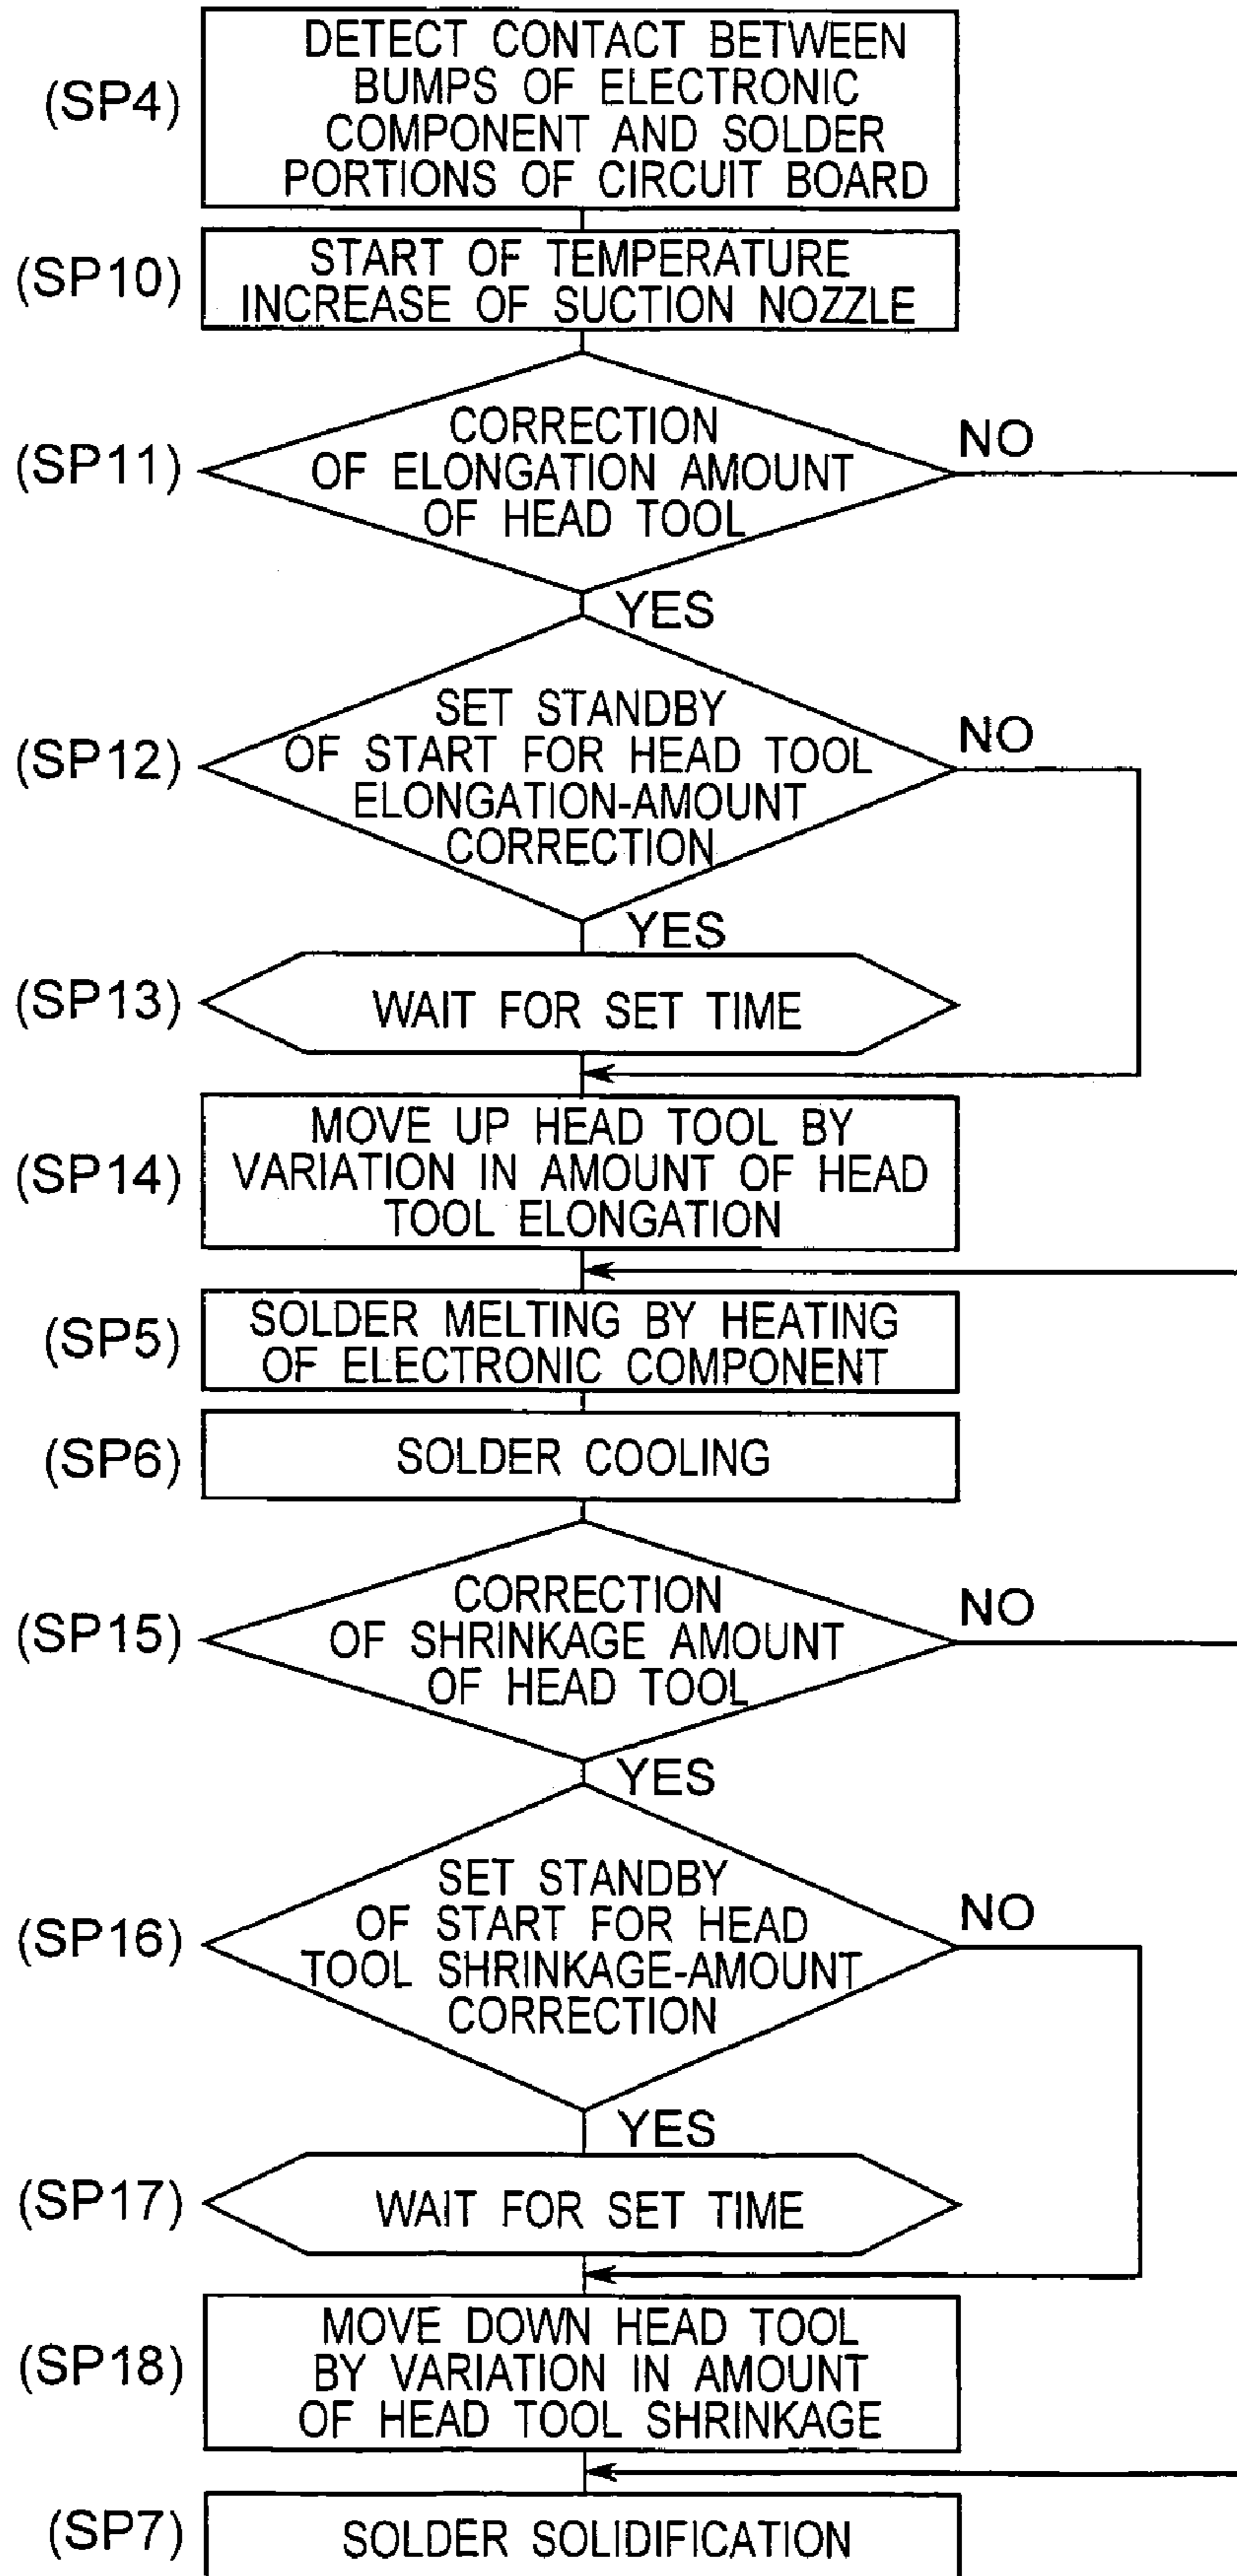 (SP4)
DETECT CONTACT BETWEEN
BUMPS OF ELECTRONIC
COMPONENT AND SOLDER
PORTIONS OF CIRCUIT BOARD
(SP10)
START OF TEMPERATURE
INCREASE OF SUCTION NOZZLE
(SP11)
CORRECTION
OF ELONGATION AMOUNT
OF HEAD TOOL
NO
YES
(SP12)
SET STANDBY
OF START FOR HEAD TOOL
ELONGATION-AMOUNT
CORRECTION
NO
YES
(SP13)
WAIT FOR SET TIME
(SP14)
MOVE UP HEAD TOOL BY
VARIATION IN AMOUNT OF HEAD
TOOL ELONGATION
(SP5)
SOLDER MELTING BY HEATING
OF ELECTRONIC COMPONENT
(SP6)
SOLDER COOLING
(SP15)
CORRECTION
OF SHRINKAGE AMOUNT
OF HEAD TOOL
NO
YES
(SP16)
SET STANDBY
OF START FOR HEAD
TOOL SHRINKAGE-AMOUNT
CORRECTION
NO
YES
(SP17)
WAIT FOR SET TIME
(SP18)
MOVE DOWN HEAD TOOL
BY VARIATION IN AMOUNT
OF HEAD TOOL SHRINKAGE
(SP7)
SOLDER SOLIDIFICATION